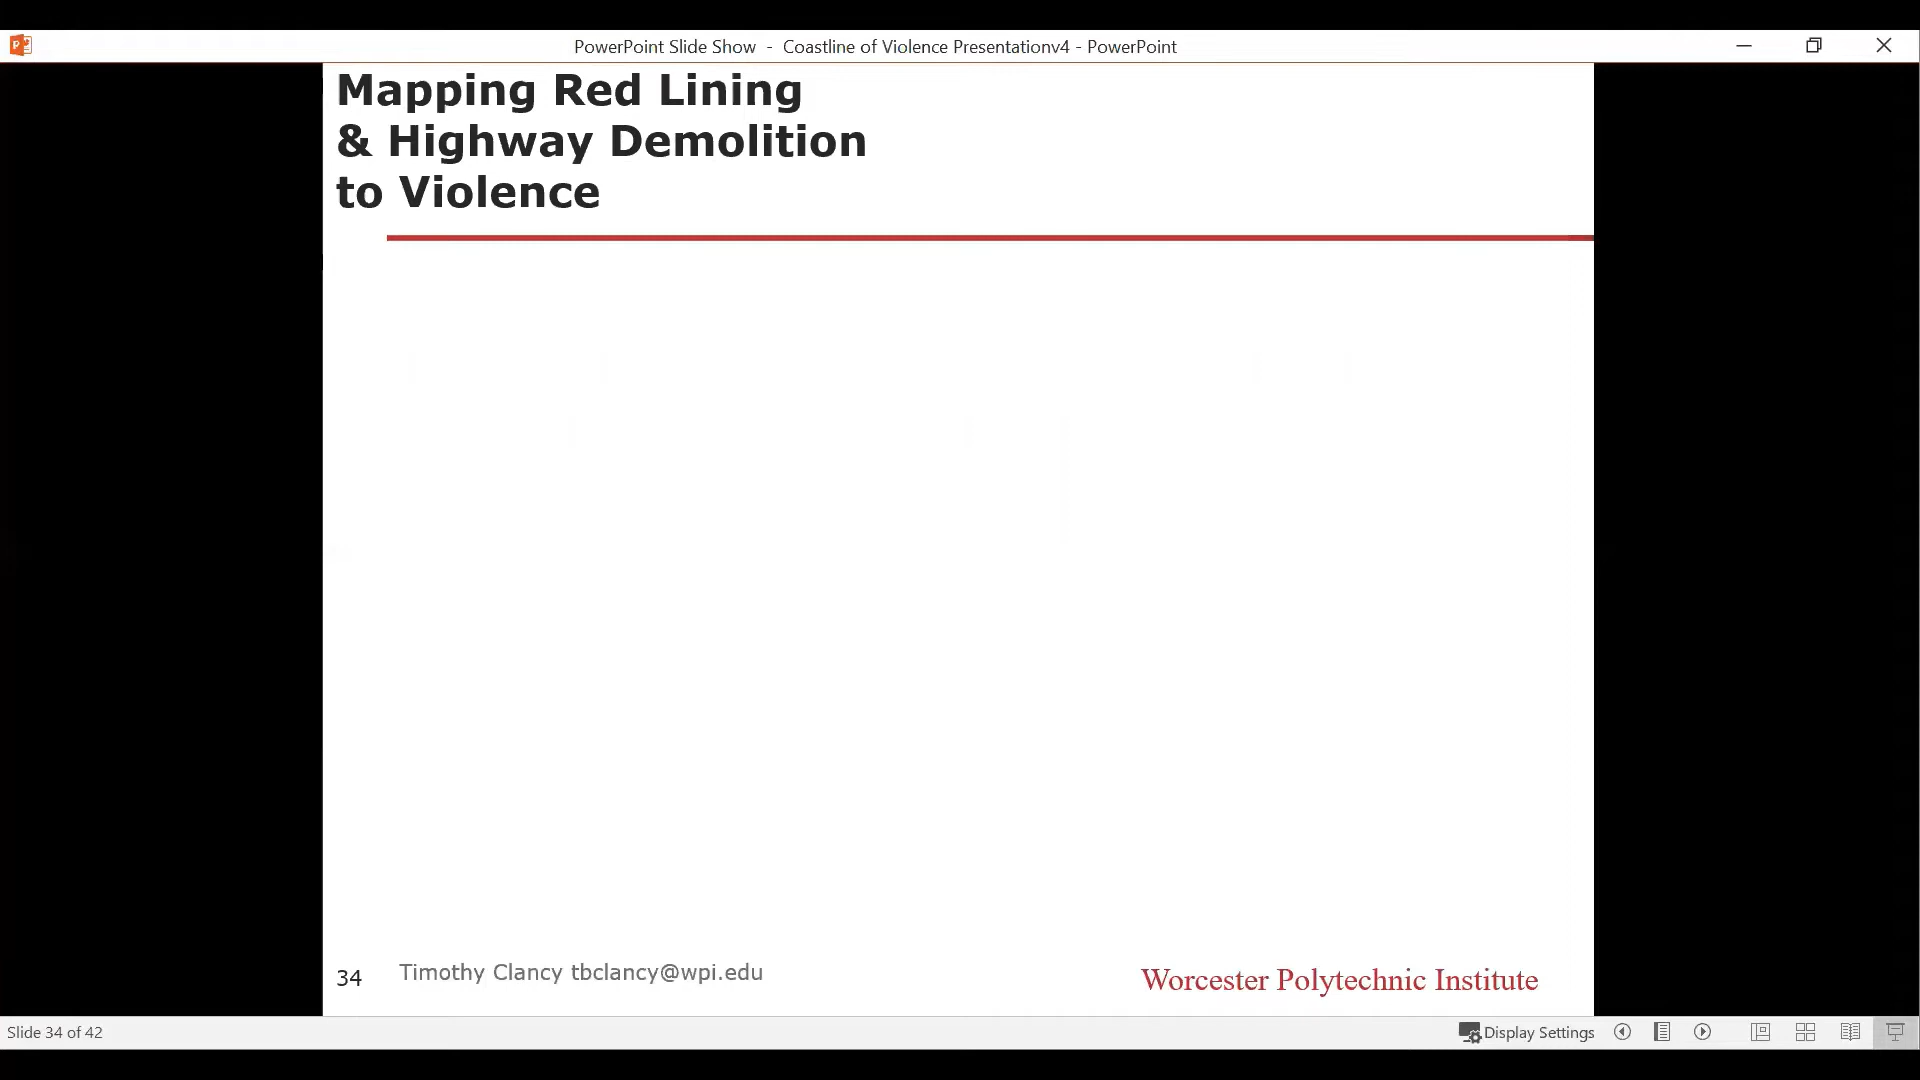 PowerPoint Slide Show - Coastline of Violence Presentationv4 - PowerPoint
Mapping Red Lining
& Highway Demolition
to Violence
34 Timothy Clancy tbclancy@wpi.edu Worcester Polytechnic Institute
Slide 34 of 42 Display Settings